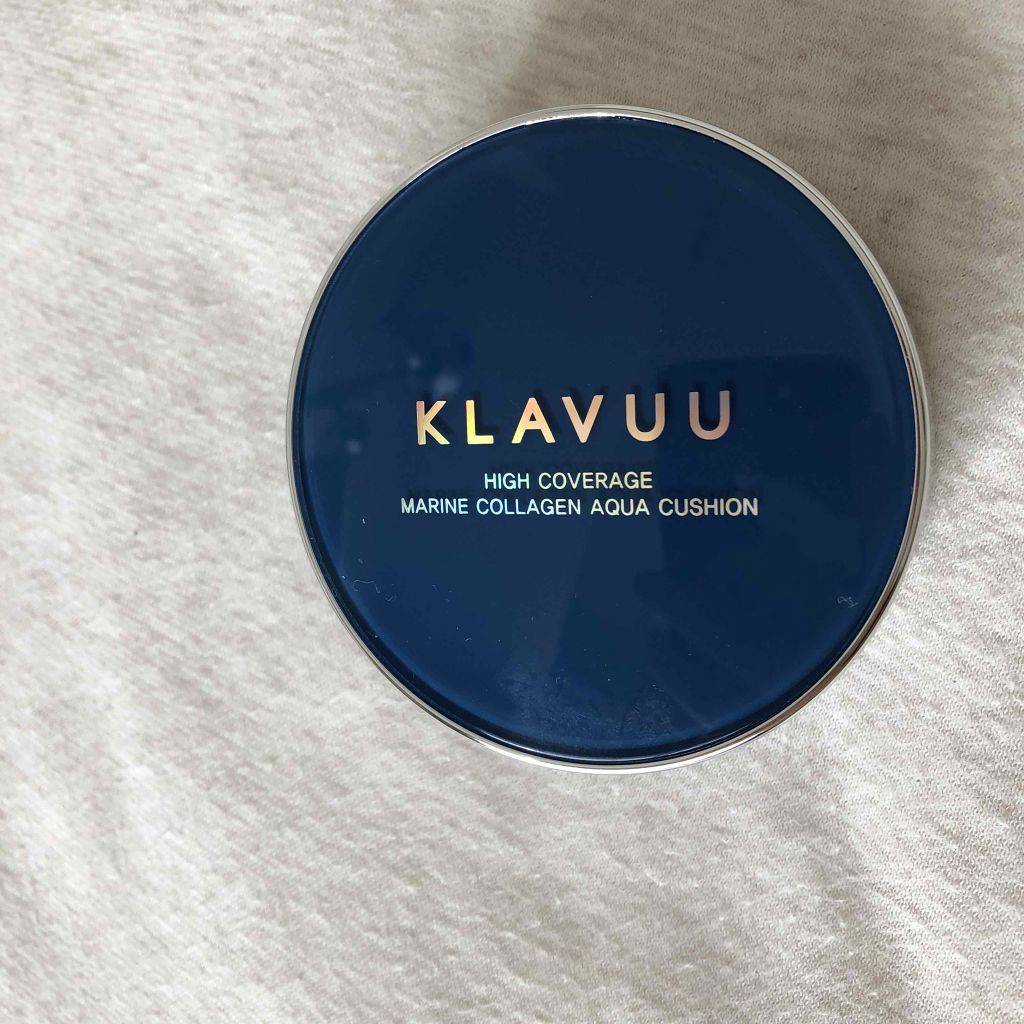 KLAVUU
HIGH COVERAGE
MARINE COLLAGEN AQUA CUSHION